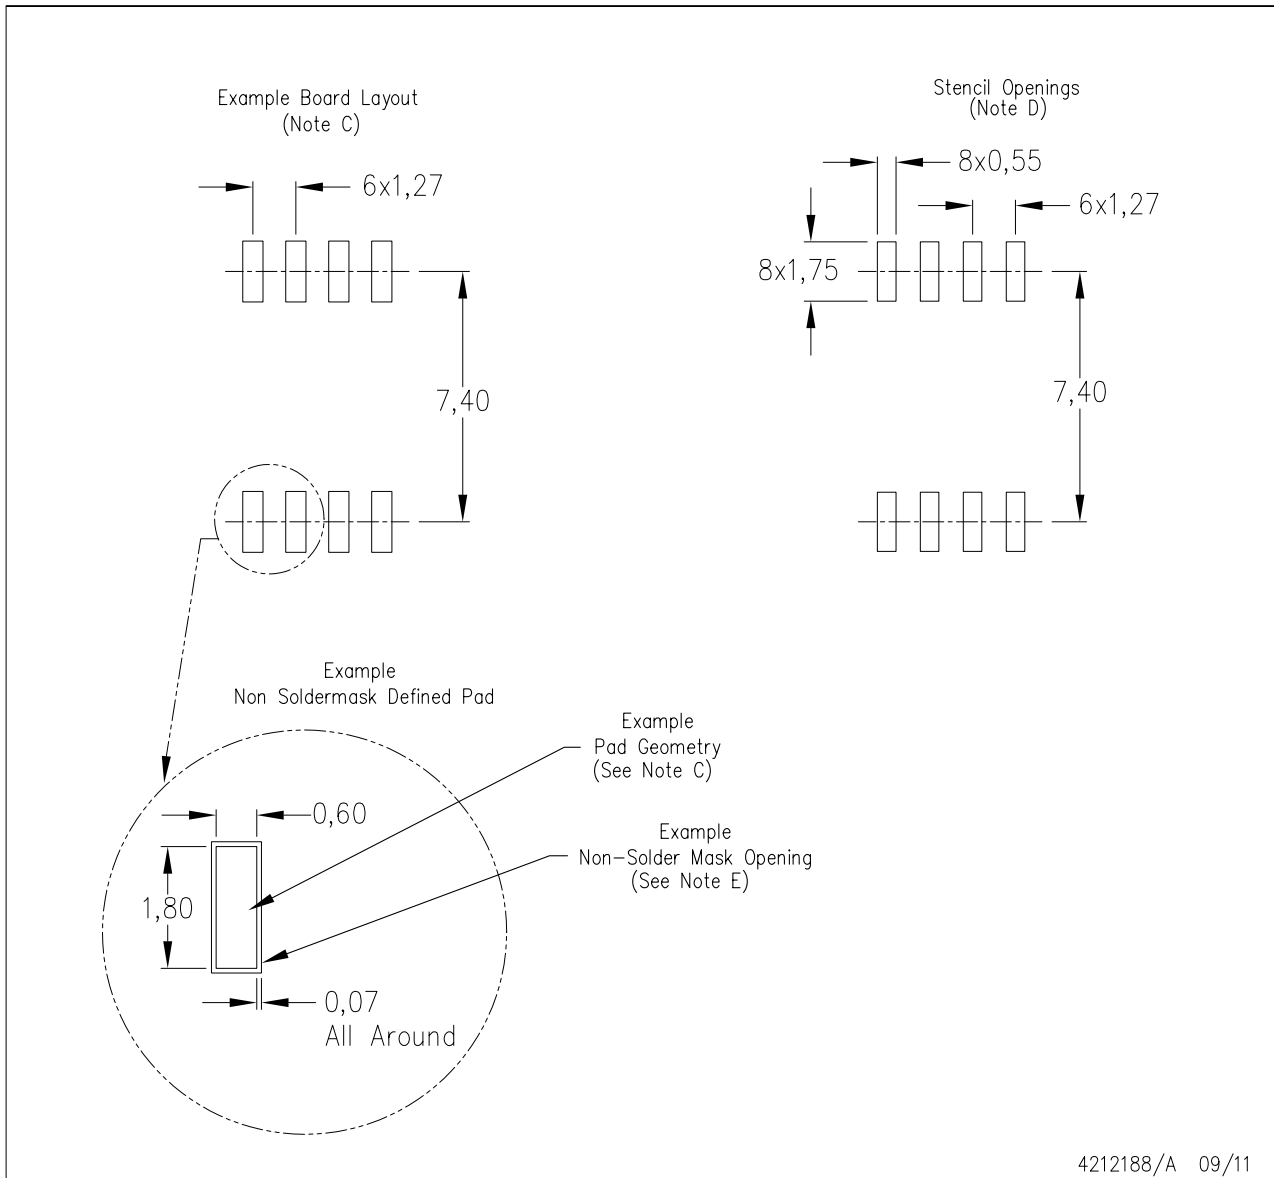 Example Board Layout
(Note C)
6x1,27
7,40
Stencil Openings
(Note D)
8x0,55
6x1,27
8x1,75
7,40
Example
Non Soldermask Defined Pad
Example
Pad Geometry
(See Note C)
0,60
Example
Non-Solder Mask Opening
(See Note E)
1,80
0,07
All Around
4212188/A 09/11